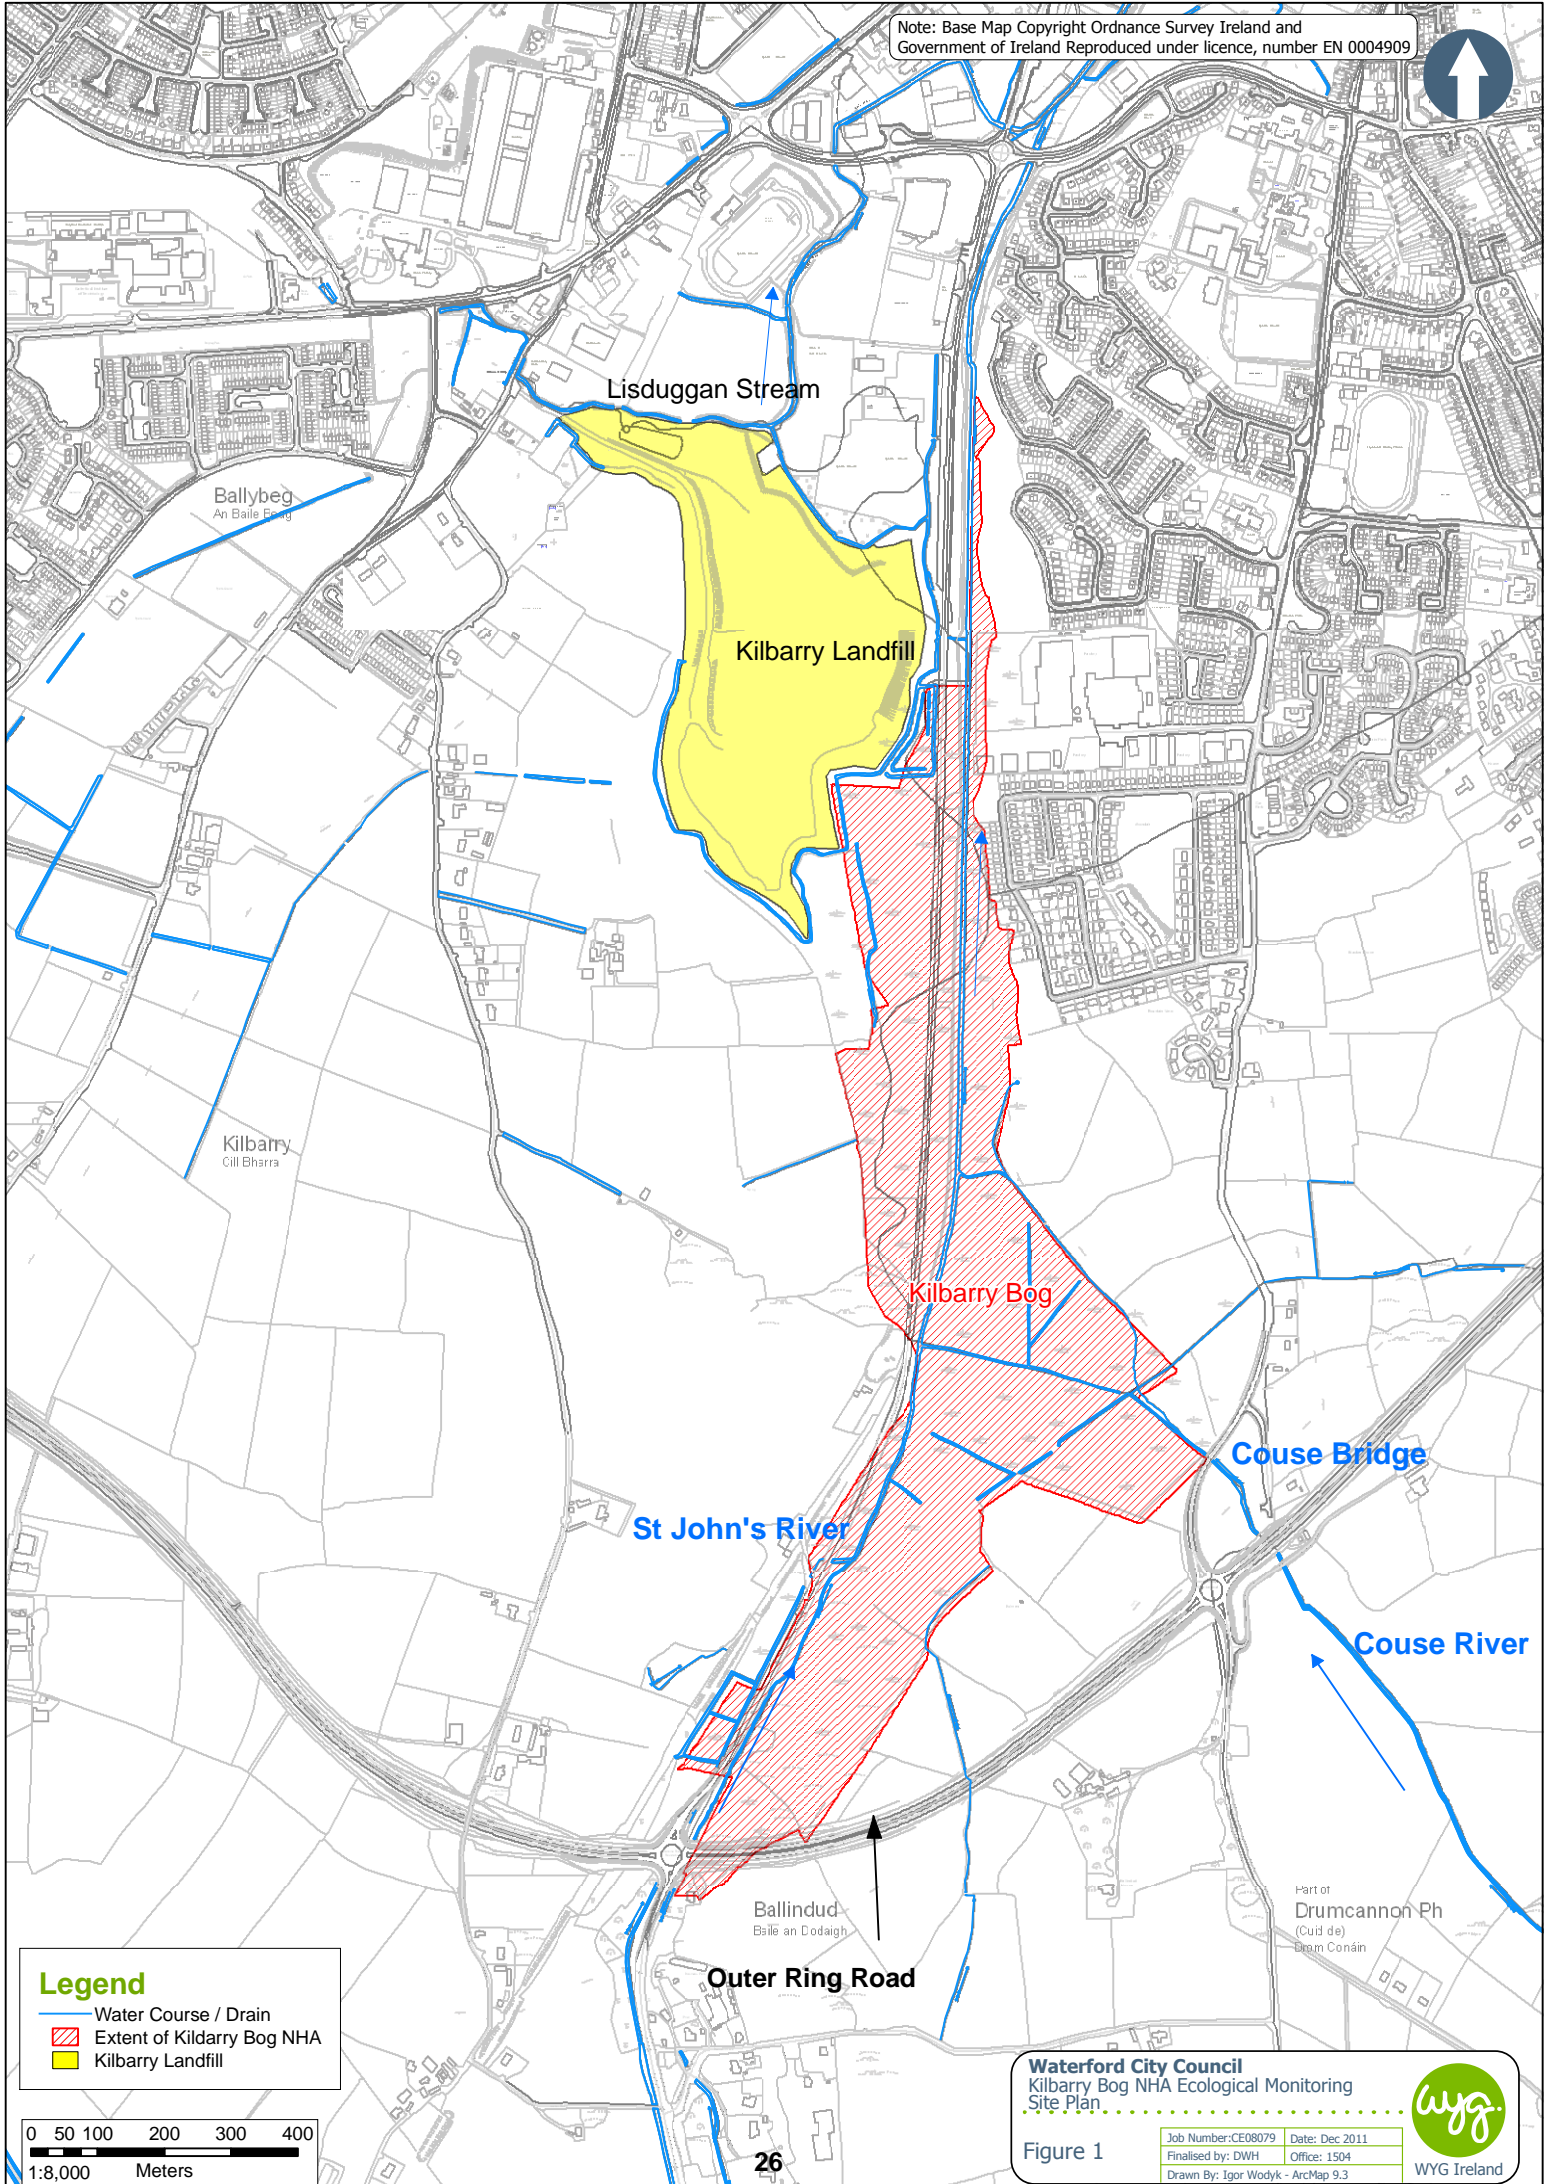 Note: Base Map Copyright Ordnance Survey Ireland and
Government of Ireland Reproduced under licence, number EN 0004909
Lisduggan Stream
Ballybeg
An Baile Beag
Kilbarry Landfill
Kilbarry
Cill Bharra
Kilbarry Bog
Couse Bridge
St John's River
Couse River
Ballindud
Baile an Dodaigh
Part of
Drumcannon Ph
(Cuid de)
Drom Conáin
Outer Ring Road
Legend
Water Course / Drain
Extent of Kildarry Bog NHA
Kilbarry Landfill
0 50 100 200 300 400
1:8,000 Meters
26
Waterford City Council
Kilbarry Bog NHA Ecological Monitoring
Site Plan
Figure 1
Job Number:CE08079 Date: Dec 2011
Finalised by: DWH Office: 1504
Drawn By: Igor Wodyk - ArcMap 9.3
wyg
WYG Ireland